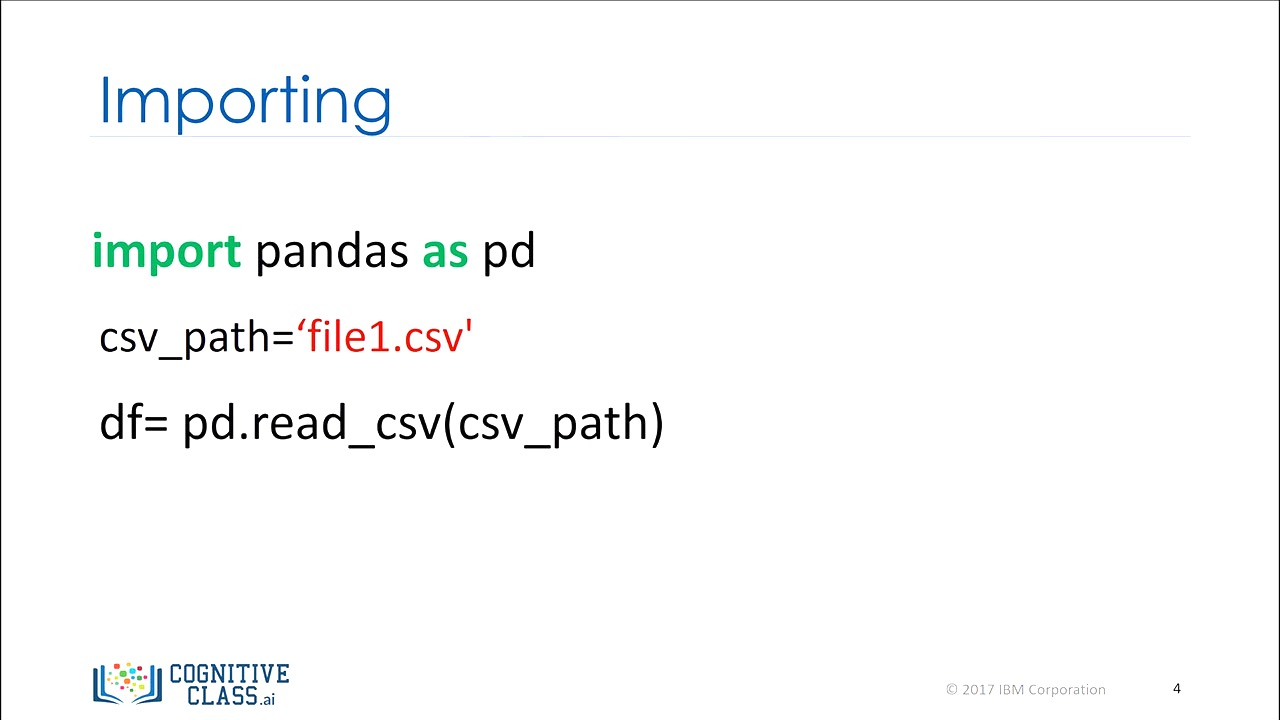 Importing
import pandas as pd
csv_path=‘file1.csv'
df= pd.read_csv(csv_path)
COGNITIVE
CLASS.ai
© 2017 IBM Corporation
4